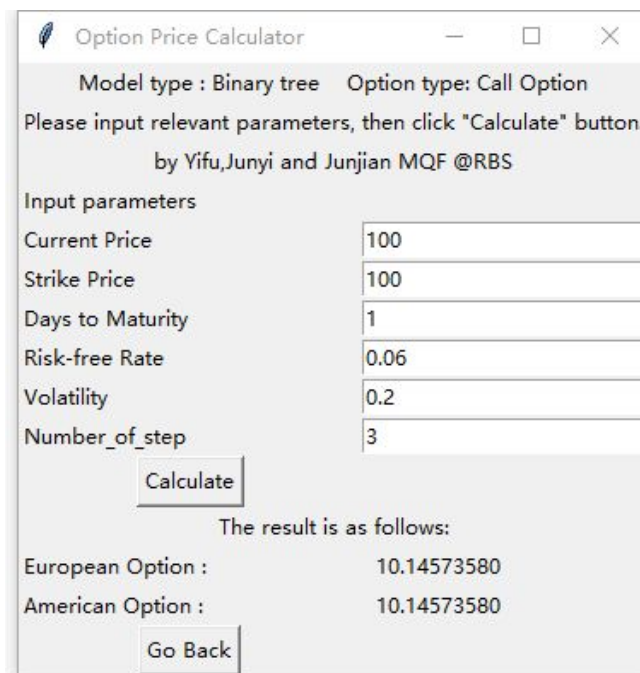 Option Price Calculator
Model type : Binary tree Option type: Call Option
Please input relevant parameters, then click "Calculate" button
by Yifu,Junyi and Junjian MQF @RBS
Input parameters
Current Price 100
Strike Price 100
Days to Maturity 1
Risk-free Rate 0.06
Volatility 0.2
Number_of_step 3
Calculate
The result is as follows:
European Option : 10.14573580
American Option : 10.14573580
Go Back